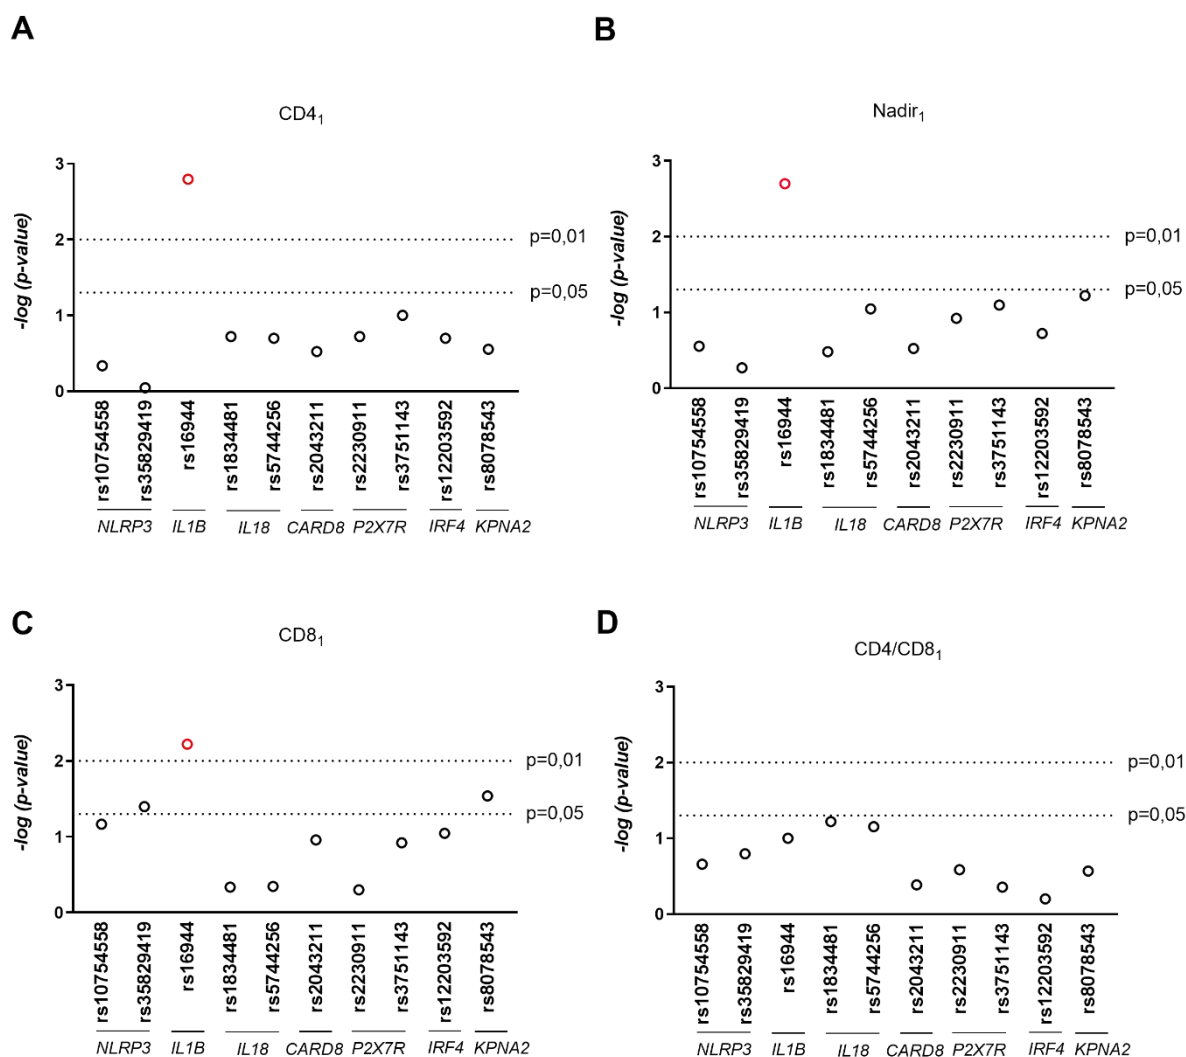 A
CD4₁
-log (p-value)
3
2
1
0
p=0,01
p=0,05
rs10754558
rs35829419
rs16944
rs1834481
rs5744256
rs2043211
rs2230911
rs3751143
rs12203592
rs8078543
NLRP3 IL1B IL18 CARD8 P2X7R IRF4 KPNA2
B
Nadir₁
-log (p-value)
3
2
1
0
p=0,01
p=0,05
rs10754558
rs35829419
rs16944
rs1834481
rs5744256
rs2043211
rs2230911
rs3751143
rs12203592
rs8078543
NLRP3 IL1B IL18 CARD8 P2X7R IRF4 KPNA2
C
CD8₁
-log (p-value)
3
2
1
0
p=0,01
p=0,05
rs10754558
rs35829419
rs16944
rs1834481
rs5744256
rs2043211
rs2230911
rs3751143
rs12203592
rs8078543
NLRP3 IL1B IL18 CARD8 P2X7R IRF4 KPNA2
D
CD4/CD8₁
-log (p-value)
3
2
1
0
p=0,01
p=0,05
rs10754558
rs35829419
rs16944
rs1834481
rs5744256
rs2043211
rs2230911
rs3751143
rs12203592
rs8078543
NLRP3 IL1B IL18 CARD8 P2X7R IRF4 KPNA2